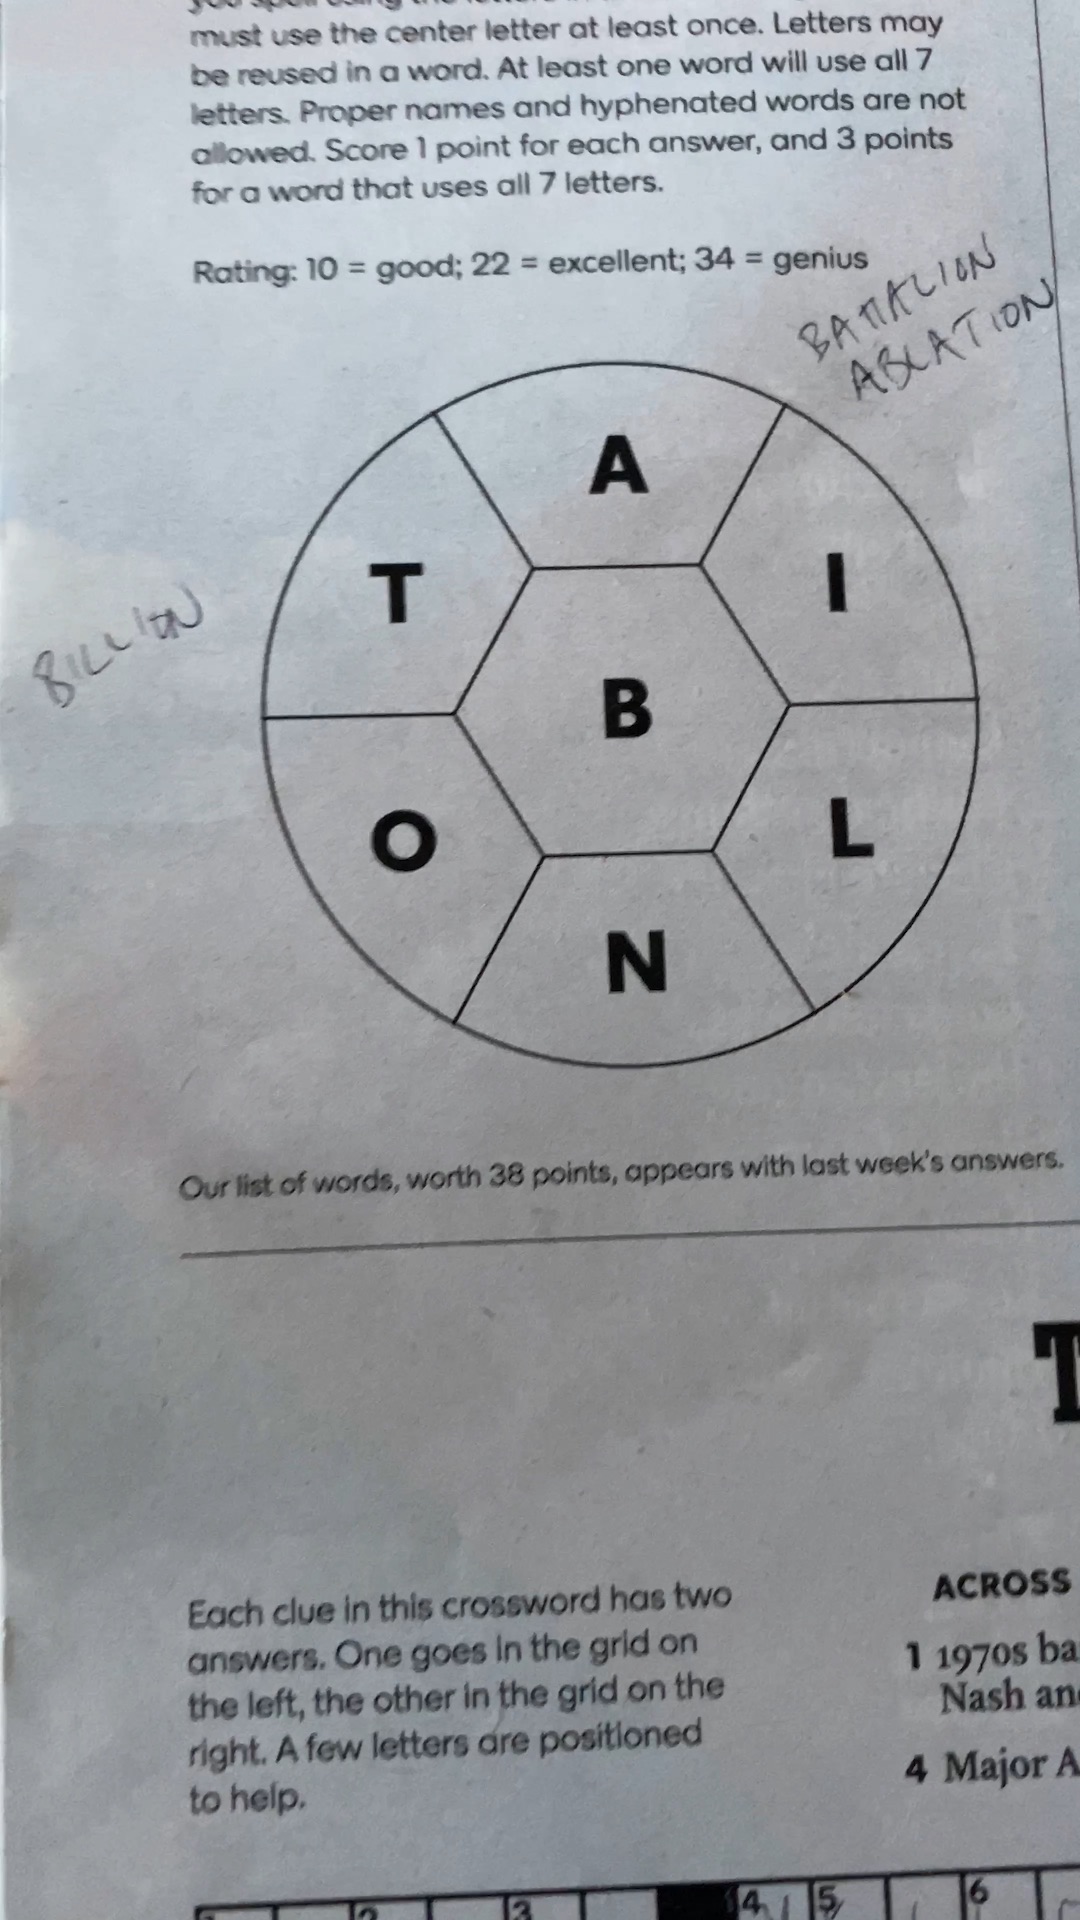 must use the center letter at least once. Letters may
be reused in a word. At least one word will use all 7
letters. Proper names and hyphenated words are not
allowed. Score 1 point for each answer, and 3 points
for a word that uses all 7 letters.
Rating: 10 = good; 22 = excellent; 34 = genius
BATTALION
ABLATION
A
T
I
BILLION
B
O
L
N
Our list of words, worth 38 points, appears with last week's answers.
T
Each clue in this crossword has two
answers. One goes in the grid on
the left, the other in the grid on the
right. A few letters are positioned
to help.
ACROSS
1 1970s ba
Nash an
4 Major A
2 3 4 5 6